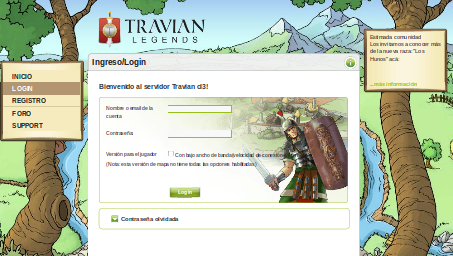 TRAVIAN
LEGENDS
Ingreso/Login
i
Estimada comunidad
Los invitamos a conocer más
de la nueva raza: "Los
Hunos" acá:
...más información
INICIO
LOGIN
REGISTRO
FORO
SUPPORT
Bienvenido al servidor Travian cl3!
Nombre o email de la
cuenta
Contraseña
Versión para el jugador
Con bajo ancho de banda/velocidad de conexión
(Nota: esta versión de mapa no tiene todas las opciones habilitadas)
Login
Contraseña olvidada